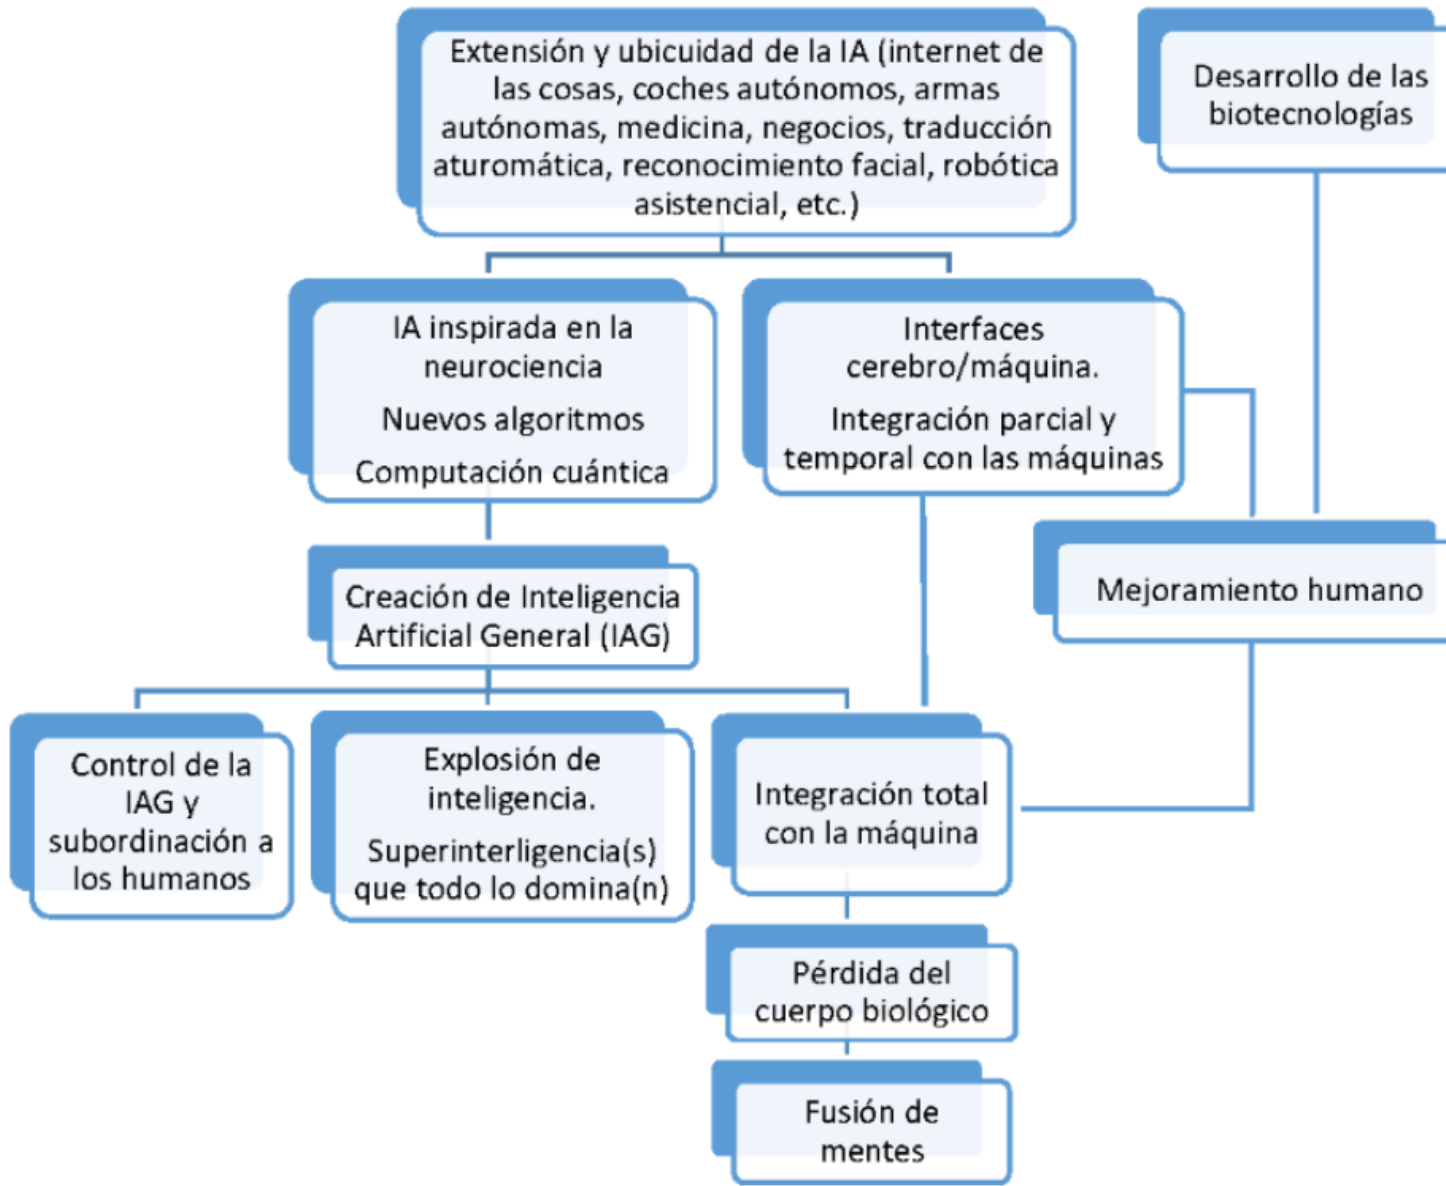 Extensión y ubicuidad de la IA (internet de
las cosas, coches autónomos, armas
autónomas, medicina, negocios, traducción
aturomática, reconocimiento facial, robótica
asistencial, etc.)
Desarrollo de las
biotecnologías
IA inspirada en la
neurociencia
Nuevos algoritmos
Computación cuántica
Interfaces
cerebro/máquina.
Integración parcial y
temporal con las máquinas
Mejoramiento humano
Creación de Inteligencia
Artificial General (IAG)
Control de la
IAG y
subordinación a
los humanos
Explosión de
inteligencia.
Superinterligencia(s)
que todo lo domina(n)
Integración total
con la máquina
Pérdida del
cuerpo biológico
Fusión de
mentes